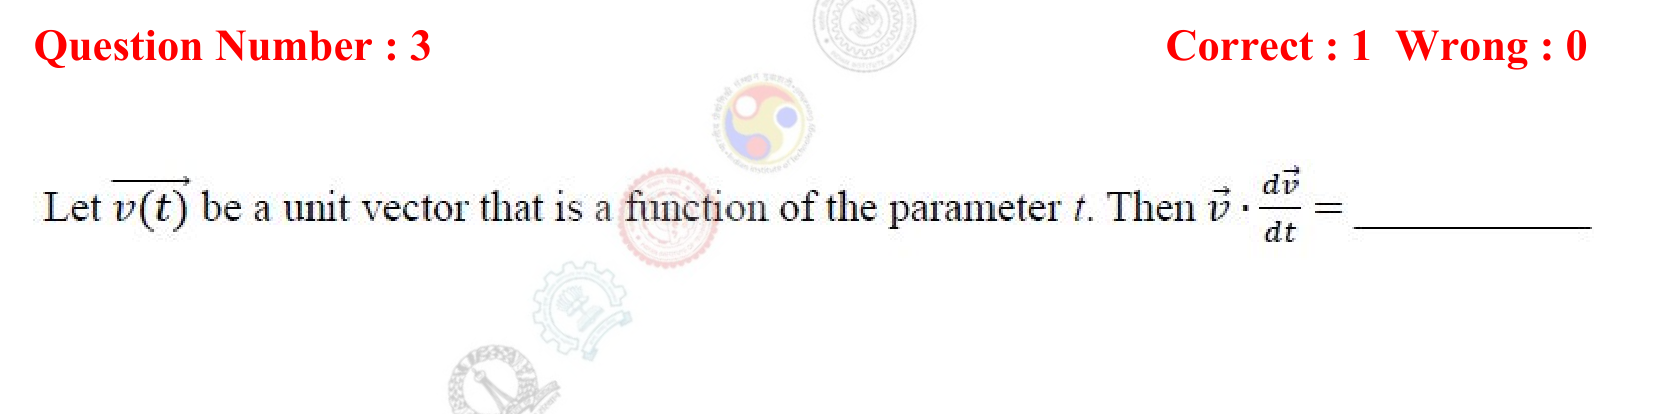 Question Number : 3 Correct : 1 Wrong : 0
Let \overrightarrow{v(t)} be a unit vector that is a function of the parameter t. Then \vec{v} \cdot \frac{d\vec{v}}{dt} = __________